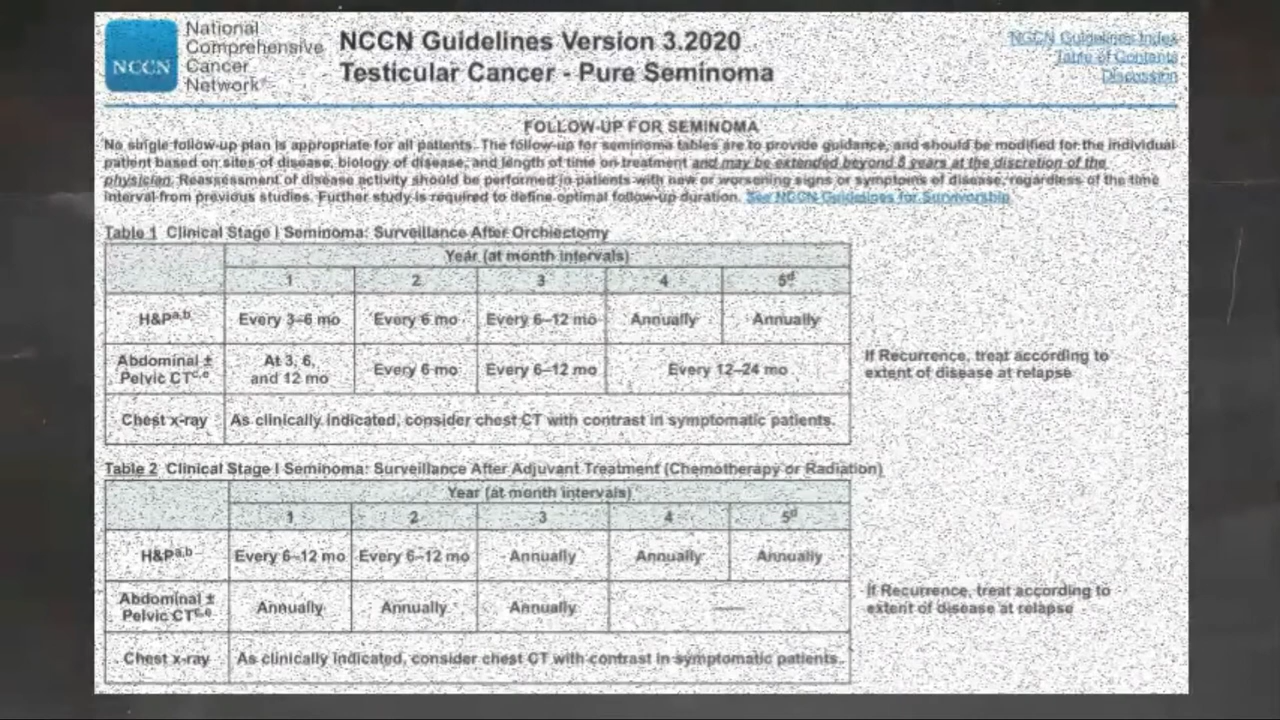 National
Comprehensive
Cancer
Network®
NCCN
NCCN Guidelines Version 3.2020
Testicular Cancer - Pure Seminoma
NCCN Guidelines Index
Table of Contents
Discussion
FOLLOW-UP FOR SEMINOMA
No single follow-up plan is appropriate for all patients. The follow-up for seminoma tables are to provide guidance, and should be modified for the individual
patient based on sites of disease, biology of disease, and length of time on treatment and may be extended beyond 5 years at the discretion of the
physician. Reassessment of disease activity should be performed in patients with new or worsening signs or symptoms of disease, regardless of the time
interval from previous studies. Further study is required to define optimal follow-up duration. See NCCN Guidelines for Survivorship
Table 1 Clinical Stage I Seminoma: Surveillance After Orchiectomy
Year (at month intervals)
1 2 3 4 5d
H&Pa,b Every 3–6 mo Every 6 mo Every 6–12 mo Annually Annually
Abdominal ± Pelvic CTc,e At 3, 6, and 12 mo Every 6 mo Every 6–12 mo Every 12–24 mo
Chest x-ray As clinically indicated, consider chest CT with contrast in symptomatic patients.
If Recurrence, treat according to
extent of disease at relapse
Table 2 Clinical Stage I Seminoma: Surveillance After Adjuvant Treatment (Chemotherapy or Radiation)
Year (at month intervals)
1 2 3 4 5d
H&Pa,b Every 6–12 mo Every 6–12 mo Annually Annually Annually
Abdominal ± Pelvic CTc,e Annually Annually Annually —
Chest x-ray As clinically indicated, consider chest CT with contrast in symptomatic patients.
If Recurrence, treat according to
extent of disease at relapse